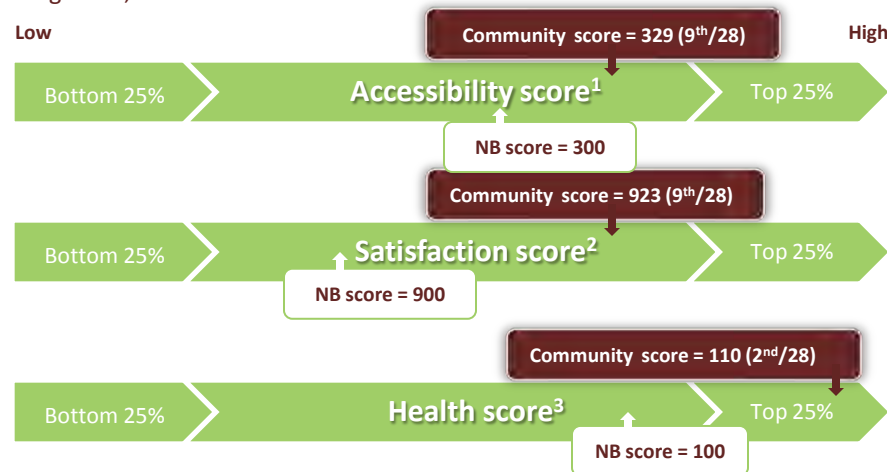 Low
Community score = 329 (9th/28)
High
Bottom 25%
Accessibility score1
Top 25%
NB score = 300
Community score = 923 (9th/28)
Bottom 25%
Satisfaction score2
Top 25%
NB score = 900
Community score = 110 (2nd/28)
Bottom 25%
Health score3
Top 25%
NB score = 100